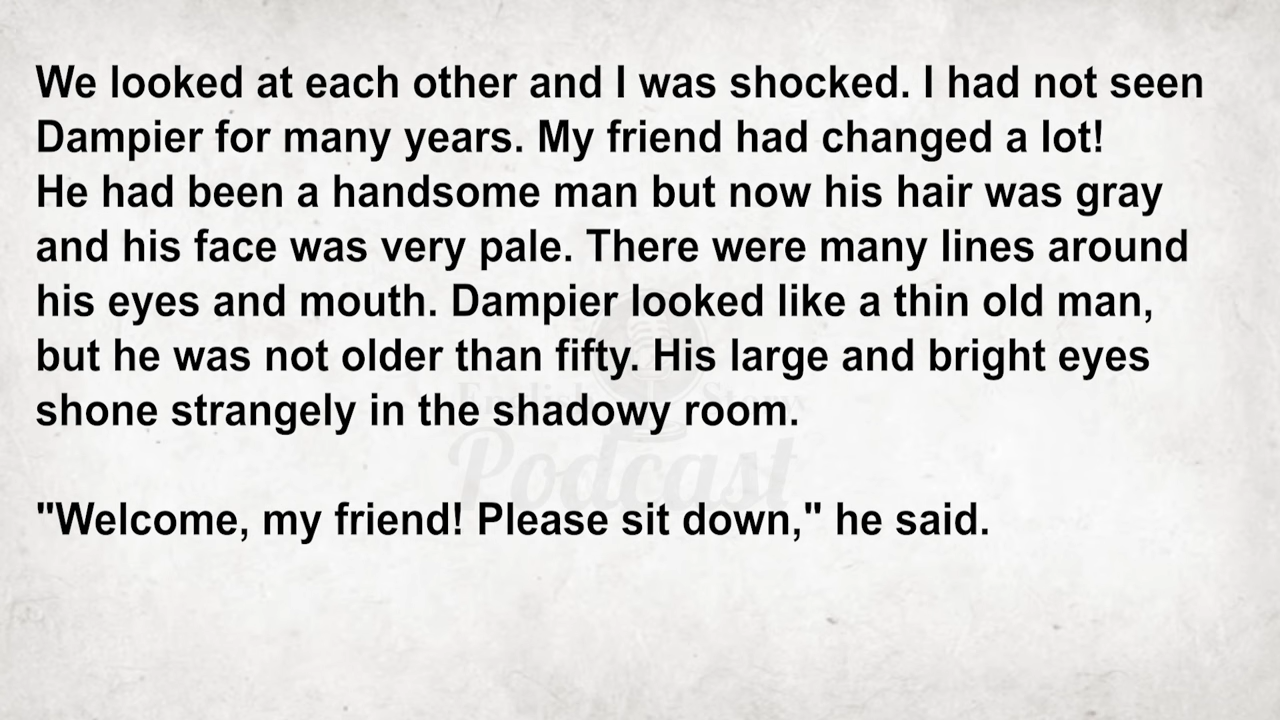 We looked at each other and I was shocked. I had not seen
Dampier for many years. My friend had changed a lot!
He had been a handsome man but now his hair was gray
and his face was very pale. There were many lines around
his eyes and mouth. Dampier looked like a thin old man,
but he was not older than fifty. His large and bright eyes
shone strangely in the shadowy room.
"Welcome, my friend! Please sit down," he said.
Podcast